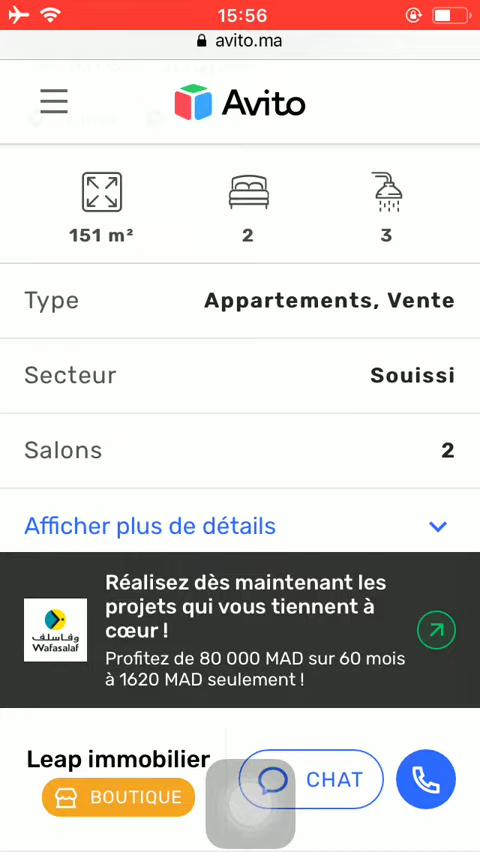 15:56
avito.ma
Avito
151 m²
2
3
Type
Appartements, Vente
Secteur
Souissi
Salons
2
Afficher plus de détails
Réalisez dès maintenant les
projets qui vous tiennent à
cœur !
وفاسلف
Wafasalaf
Profitez de 80 000 MAD sur 60 mois
à 1620 MAD seulement !
Leap immobilier
BOUTIQUE
CHAT